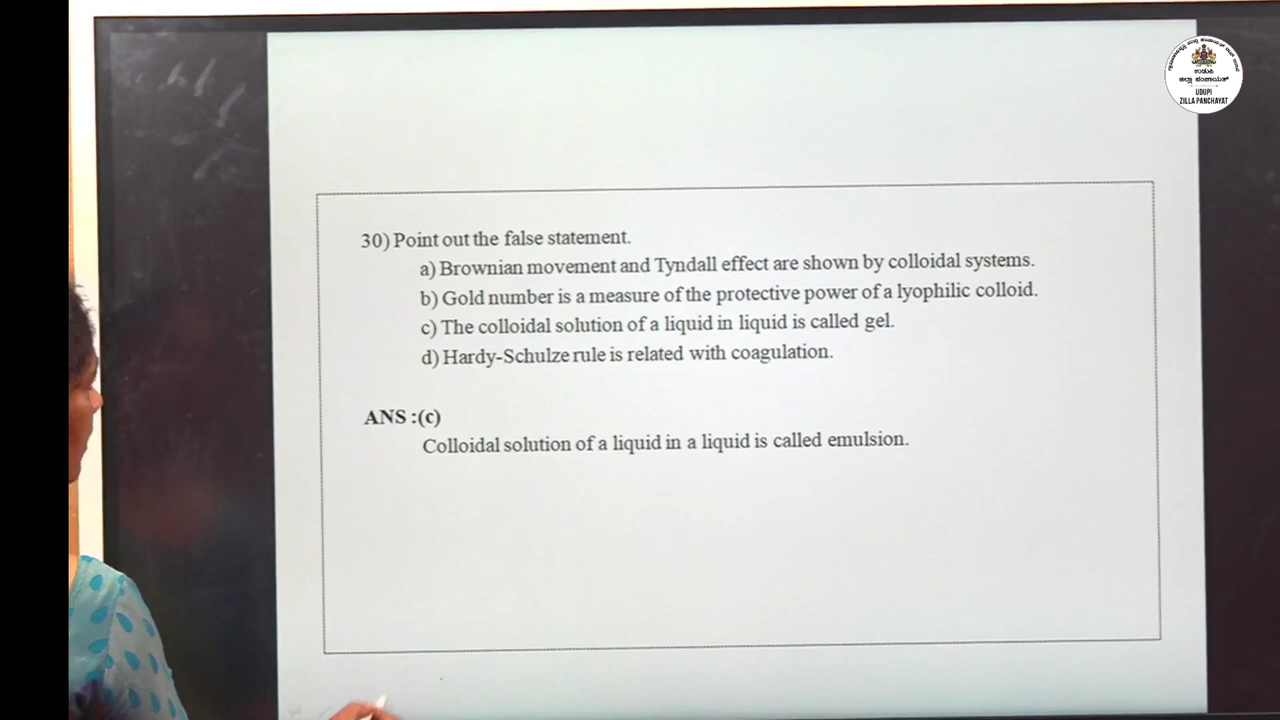 ಉಡುಪಿ
ಜಿಲ್ಲಾ ಪಂಚಾಯತ್
UDUPI
ZILLA PANCHAYAT
30) Point out the false statement.
a) Brownian movement and Tyndall effect are shown by colloidal systems.
b) Gold number is a measure of the protective power of a lyophilic colloid.
c) The colloidal solution of a liquid in liquid is called gel.
d) Hardy-Schulze rule is related with coagulation.
ANS :(c)
Colloidal solution of a liquid in a liquid is called emulsion.